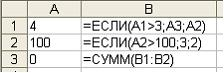 A B
1 4 =ЕСЛИ(A1>3;A3;A2)
2 100 =ЕСЛИ(A2>100;3;2)
3 0 =СУММ(B1:B2)